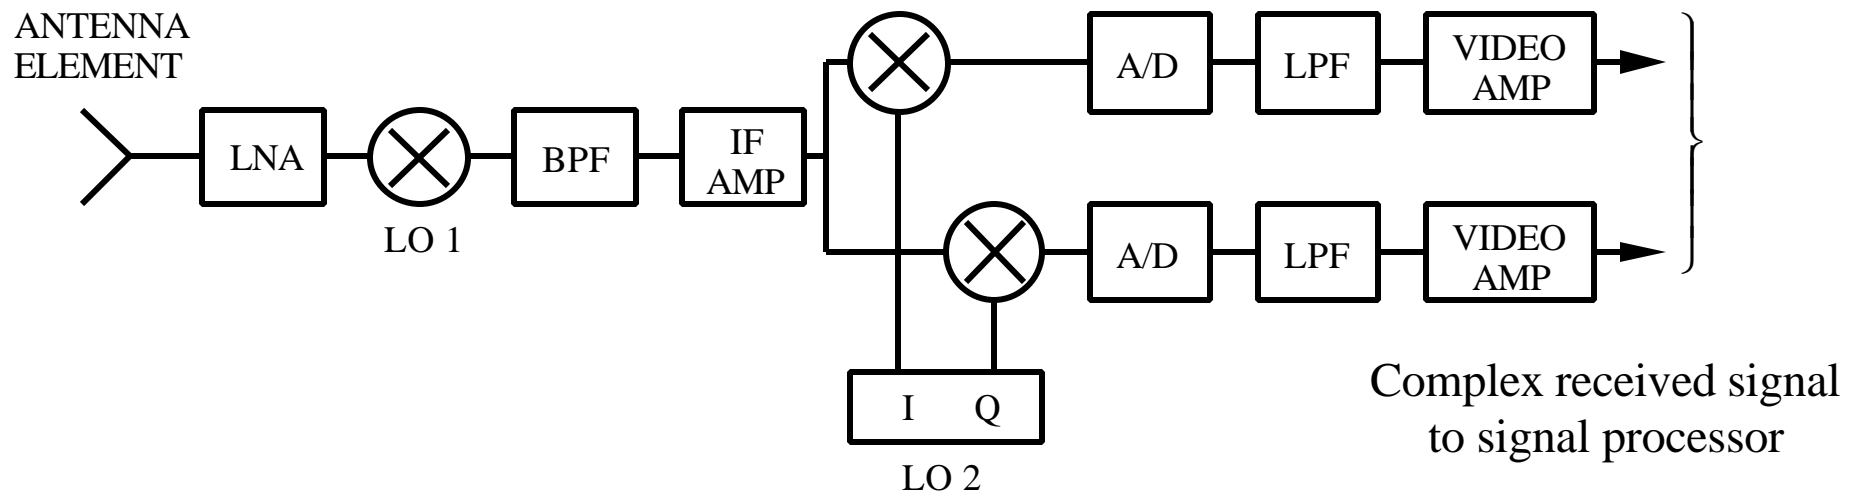 ANTENNA
ELEMENT
LNA
LO 1
BPF
IF
AMP
A/D
LPF
VIDEO
AMP
A/D
LPF
VIDEO
AMP
I Q
LO 2
Complex received signal
to signal processor